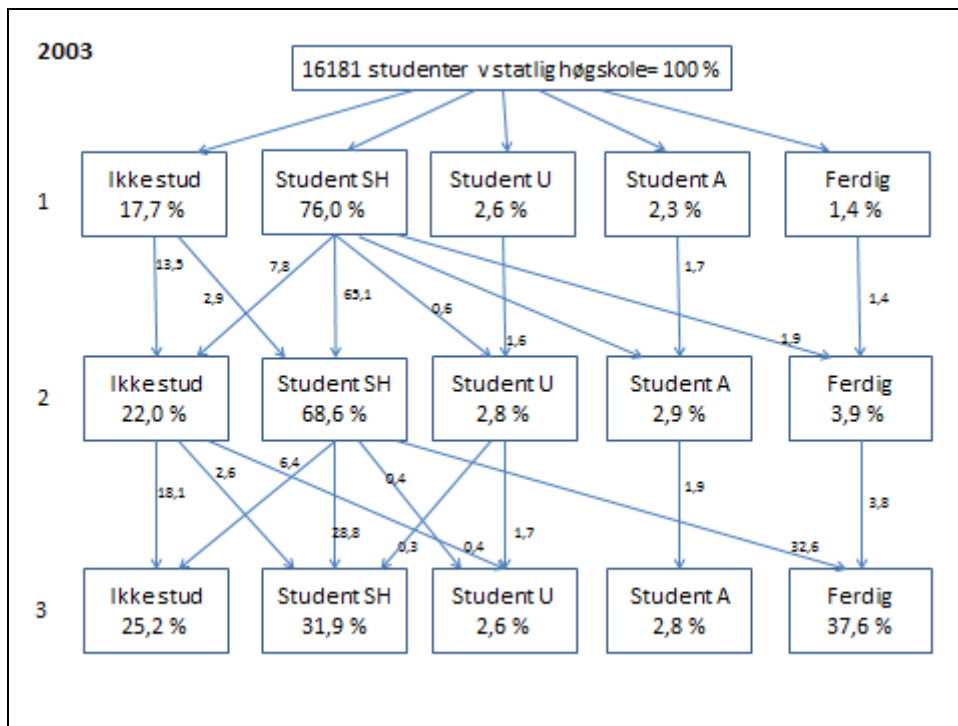 2003
16181 studenter v statlig høgskole= 100 %
1
Ikke stud
17,7 %
Student SH
76,0 %
Student U
2,6 %
Student A
2,3 %
Ferdig
1,4 %
13,5
2,9
7,8
65,1
0,6
1,6
1,7
1,9
1,4
2
Ikke stud
22,0 %
Student SH
68,6 %
Student U
2,8 %
Student A
2,9 %
Ferdig
3,9 %
18,1
2,6
6,4
28,8
0,4
0,3
0,4
1,7
1,9
32,6
3,8
3
Ikke stud
25,2 %
Student SH
31,9 %
Student U
2,6 %
Student A
2,8 %
Ferdig
37,6 %